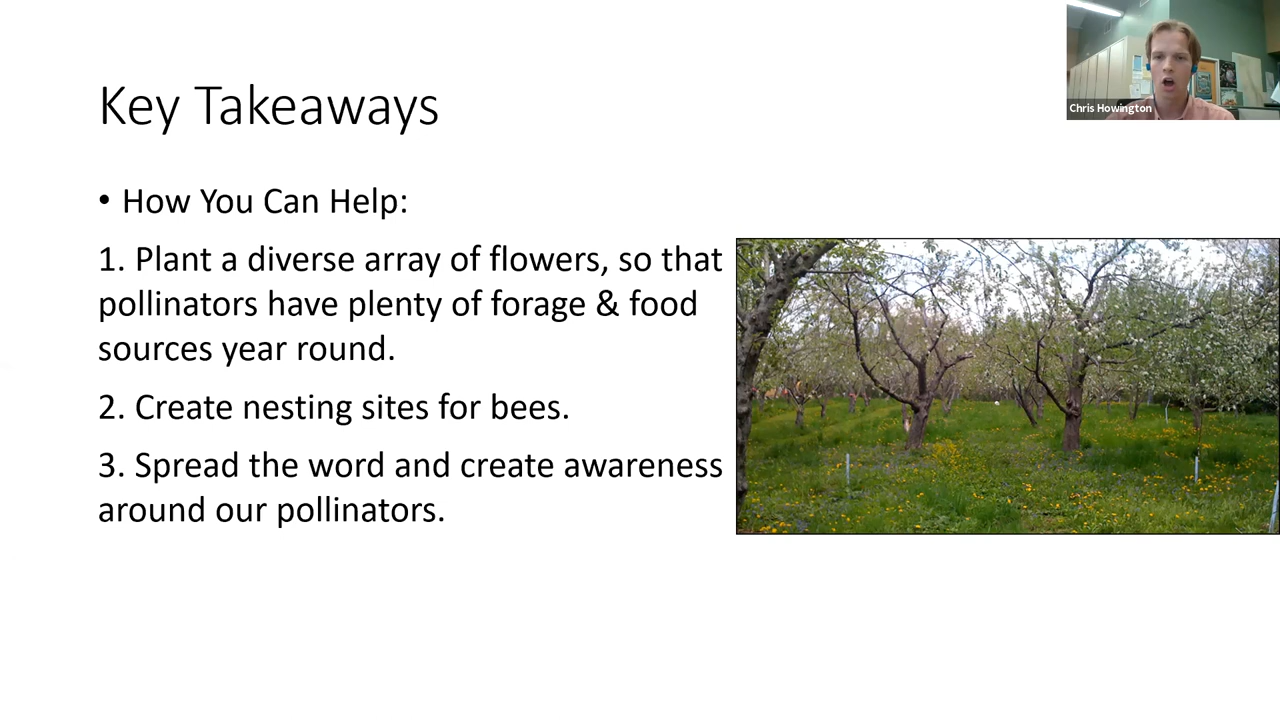 Chris Howington
Key Takeaways
• How You Can Help:
1. Plant a diverse array of flowers, so that
pollinators have plenty of forage & food
sources year round.
2. Create nesting sites for bees.
3. Spread the word and create awareness
around our pollinators.